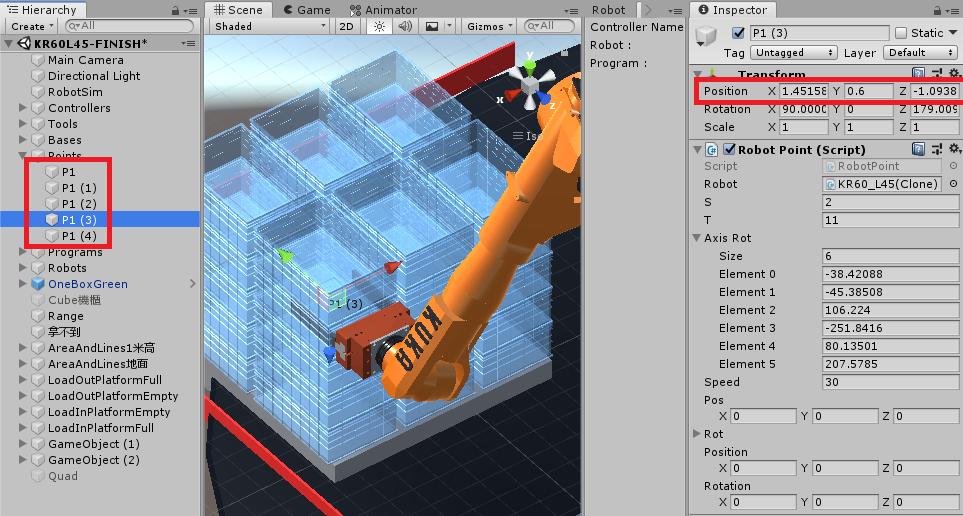 Hierarchy
Create
All
KR60L45-FINISH*
Main Camera
Directional Light
RobotSim
Controllers
Tools
Bases
Points
P1
P1 (1)
P1 (2)
P1 (3)
P1 (4)
Programs
Robots
OneBoxGreen
Cube機櫃
Range
拿不到
AreaAndLines1米高
AreaAndLines地面
LoadOutPlatformFull
LoadOutPlatformEmpty
LoadInPlatformEmpty
LoadInPlatformFull
GameObject (1)
GameObject (2)
Quad
Scene Game Animator
Shaded 2D Gizmos All
y
x
z
Iso
P1 (3)
KUKA
Robot
Controller Name
Robot :
Program :
Inspector
P1 (3) Static
Tag Untagged Layer Default
Transform
Position X 1.45158 Y 0.6 Z -1.0938
Rotation X 90.0000 Y 0 Z 179.009
Scale X 1 Y 1 Z 1
Robot Point (Script)
Script RobotPoint
Robot KR60_L45(Clone)
S 2
T 11
Axis Rot
Size 6
Element 0 -38.42088
Element 1 -45.38508
Element 2 106.224
Element 3 -251.8416
Element 4 80.13501
Element 5 207.5785
Speed 30
Pos
X 0 Y 0 Z 0
Rot
Position
X 0 Y 0 Z 0
Rotation
X 0 Y 0 Z 0